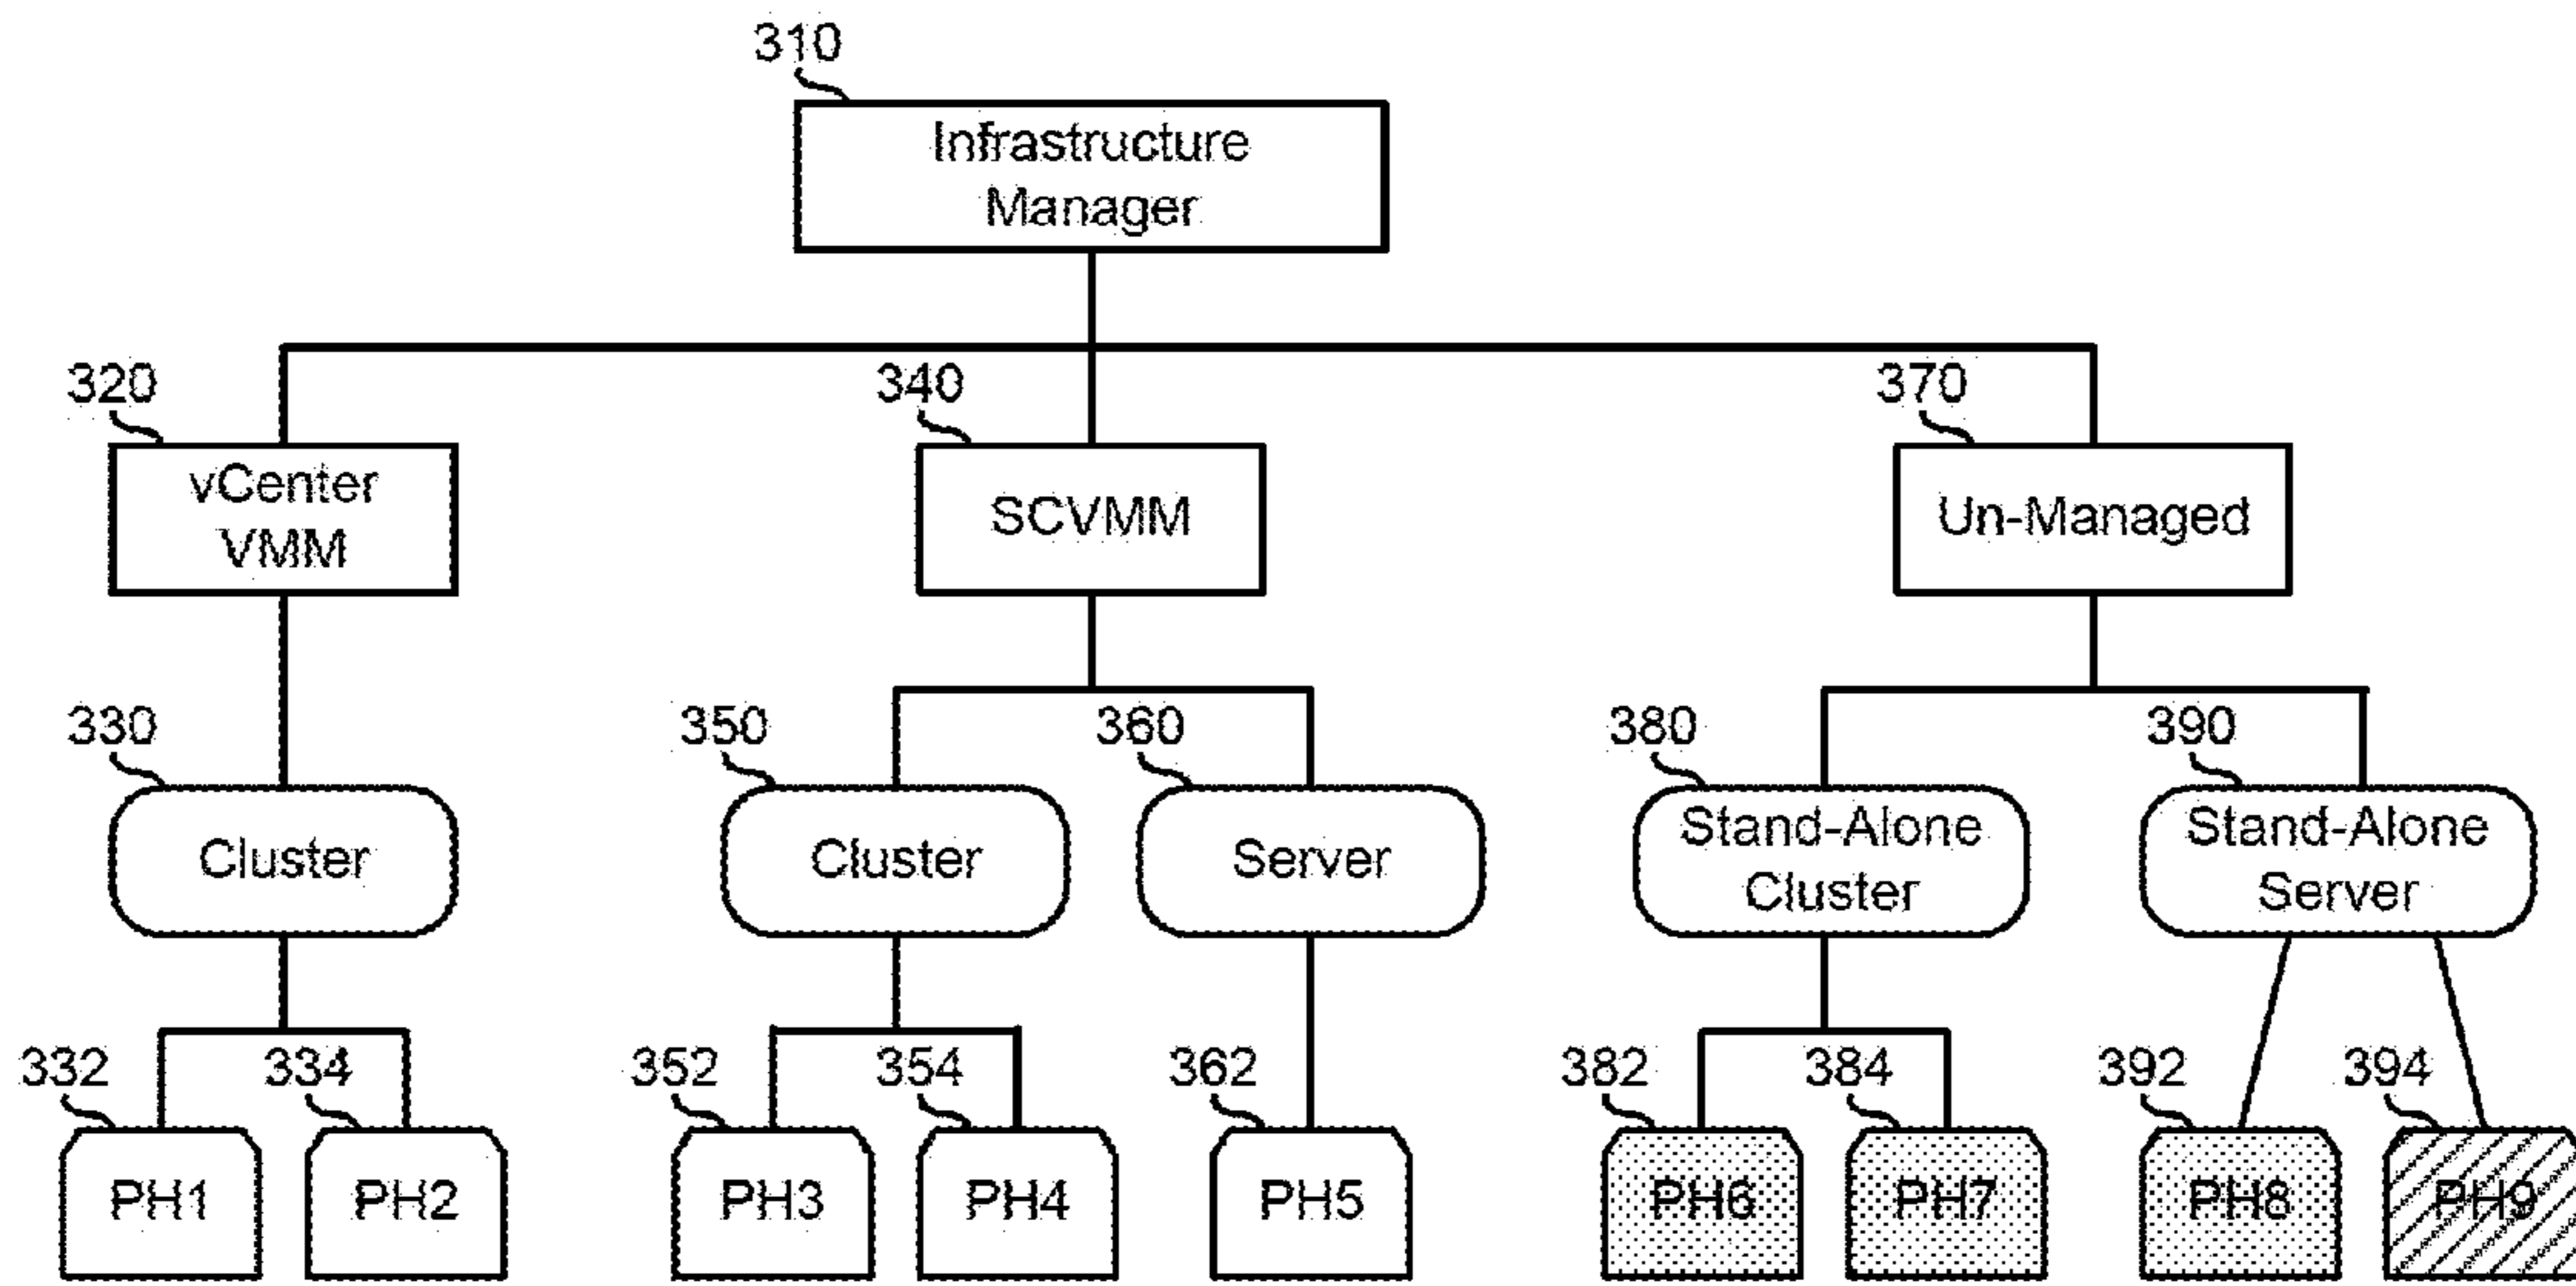 310
Infrastructure
Manager
320
340
370
vCenter
VMM
SCVMM
Un-Managed
330
350
360
380
390
Cluster
Cluster
Server
Stand-Alone
Cluster
Stand-Alone
Server
332
334
352
354
362
382
384
392
394
PH1
PH2
PH3
PH4
PH5
PH6
PH7
PH8
PH9